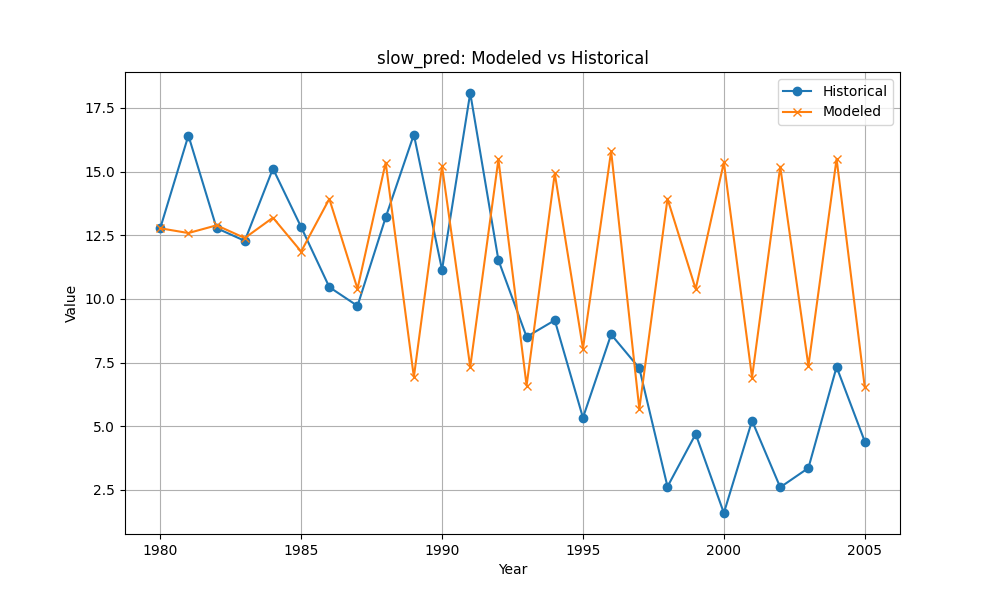 slow_pred: Modeled vs Historical
Historical
Modeled
Value
17.5
15.0
12.5
10.0
7.5
5.0
2.5
1980
1985
1990
1995
2000
2005
Year